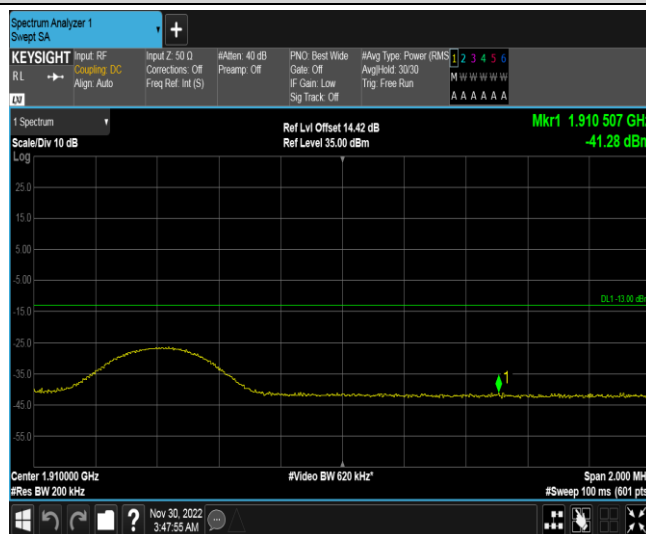 Spectrum Analyzer 1
Swept SA
KEYSIGHT
RL
LXI
Input: RF
Coupling: DC
Align: Auto
Input Z: 50 Ω
Corrections: Off
Freq Ref: Int (S)
#Atten: 40 dB
Preamp: Off
PNO: Best Wide
Gate: Off
IF Gain: Low
Sig Track: Off
#Avg Type: Power (RMS
Avg|Hold: 30/30
Trig: Free Run
1 2 3 4 5 6
M W W W W W
A A A A A A
1 Spectrum
Scale/Div 10 dB
Log
Ref Lvl Offset 14.42 dB
Ref Level 35.00 dBm
Mkr1 1.910 507 GHz
-41.28 dBm
25.0
15.0
5.00
-5.00
DL1 -13.00 dBm
-15.0
-25.0
-35.0
1
-45.0
-55.0
Center 1.910000 GHz
#Res BW 200 kHz
#Video BW 620 kHz*
Span 2.000 MH
#Sweep 100 ms (601 pts
?
Nov 30, 2022
3:47:55 AM